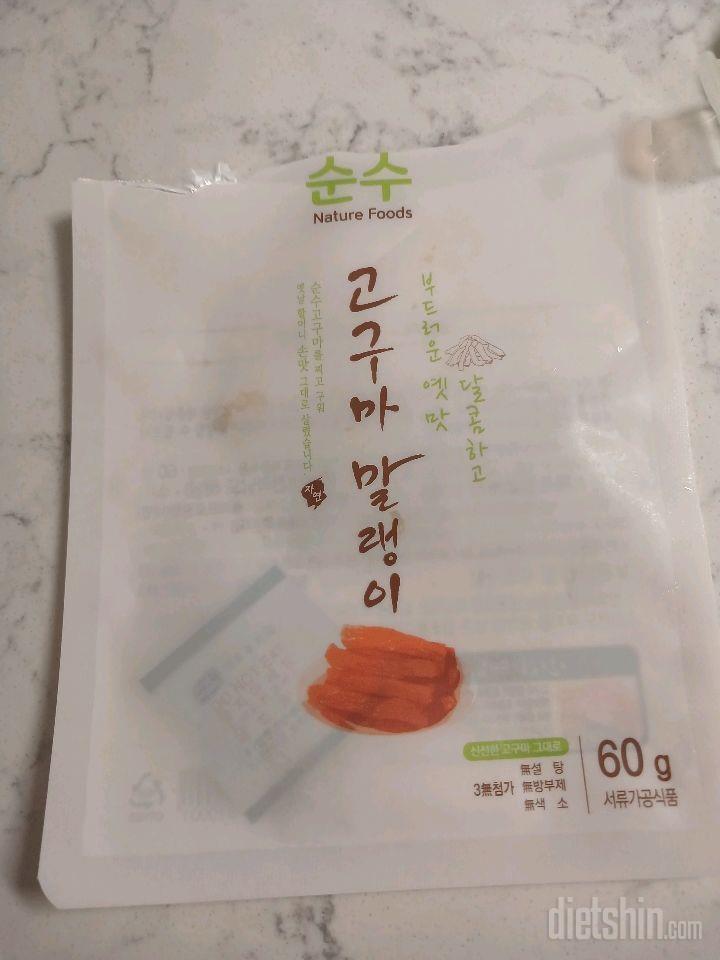 순수
Nature Foods
고구마 말랭이
달콤하고
부드러운 옛맛
순수고구마를 찌고 구워
옛날 할머니 손맛 그대로 살렸습니다.
자연
신선한 고구마 그대로
3無첨가
無설 탕
無방부제
無색 소
60 g
서류가공식품
dietshin.com